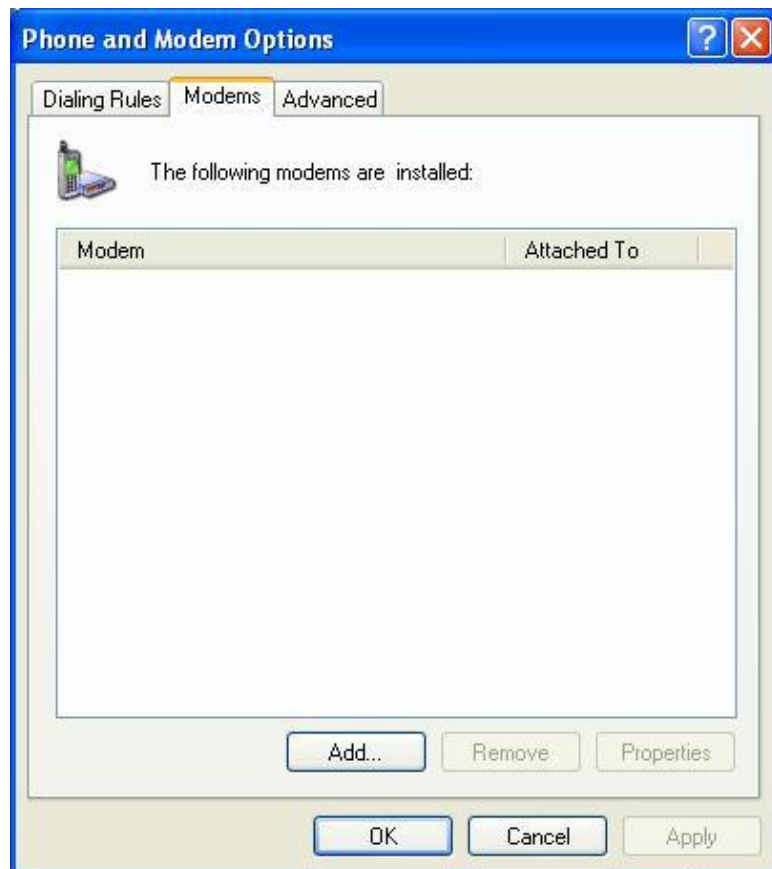 Phone and Modem Options
Dialing Rules Modems Advanced
The following modems are installed:
Modem Attached To
Add... Remove Properties
OK Cancel Apply